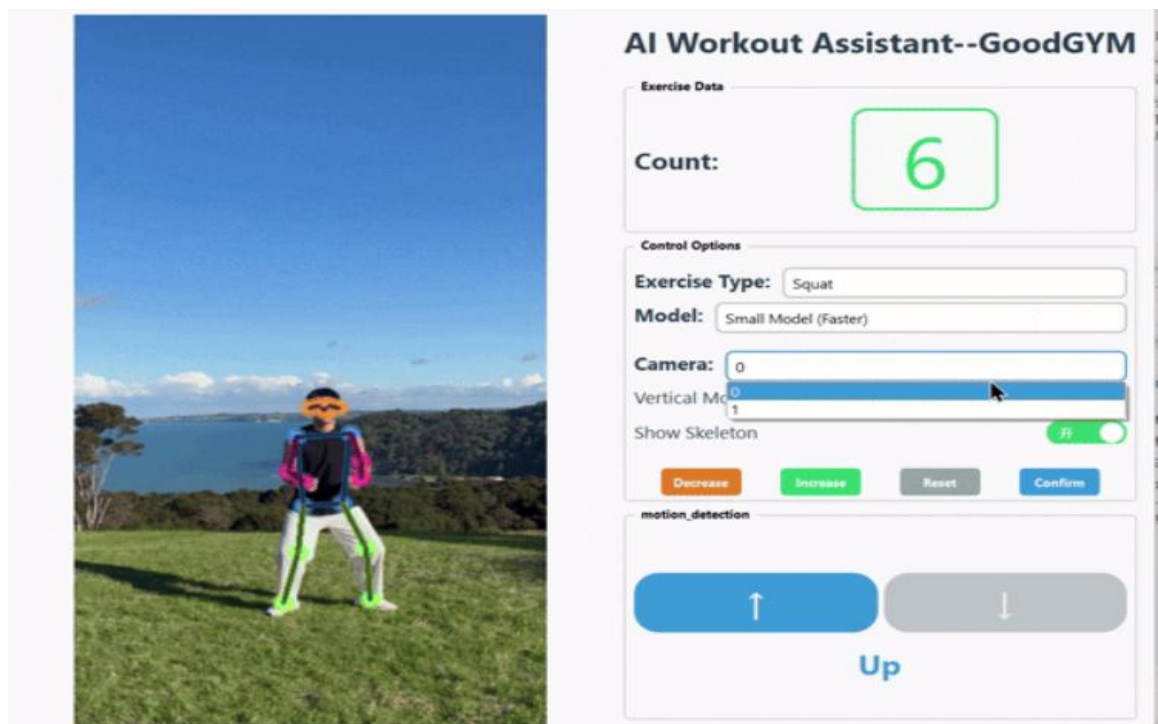 AI Workout Assistant--GoodGYM
Exercise Data
Count:
6
Control Options
Exercise Type: Squat
Model: Small Model (Faster)
Camera: 0
0
Vertical Mo
1
Show Skeleton 开
Decrease Increase Reset Confirm
motion_detection
↑ ↓
Up